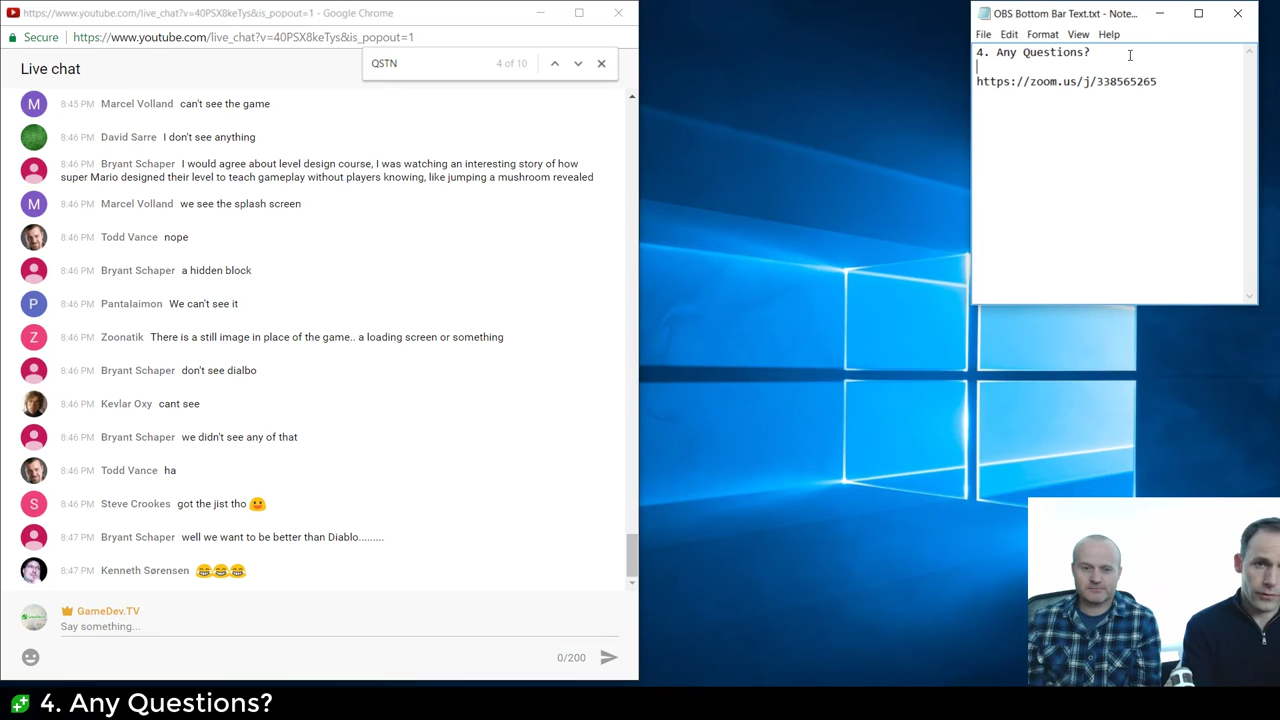 https://www.youtube.com/live_chat?v=40PSX8keTys&is_popout=1 - Google Chrome
Secure
https://www.youtube.com/live_chat?v=40PSX8keTys&is_popout=1
QSTN
4 of 10
Live chat
M
8:45 PM Marcel Volland can't see the game
8:46 PM David Sarre I don't see anything
8:46 PM Bryant Schaper I would agree about level design course, I was watching an interesting story of how
super Mario designed their level to teach gameplay without players knowing, like jumping a mushroom revealed
M
8:46 PM Marcel Volland we see the splash screen
8:46 PM Todd Vance nope
8:46 PM Bryant Schaper a hidden block
P
8:46 PM Pantalaimon We can't see it
Z
8:46 PM Zoonatik There is a still image in place of the game.. a loading screen or something
8:46 PM Bryant Schaper don't see dialbo
8:46 PM Kevlar Oxy cant see
8:46 PM Bryant Schaper we didn't see any of that
8:46 PM Todd Vance ha
S
8:46 PM Steve Crookes got the jist tho
8:47 PM Bryant Schaper well we want to be better than Diablo.........
8:47 PM Kenneth Sørensen 😂😂😂
GameDev.TV
Say something...
0/200
OBS Bottom Bar Text.txt - Note...
File Edit Format View Help
4. Any Questions?
https://zoom.us/j/338565265
4. Any Questions?